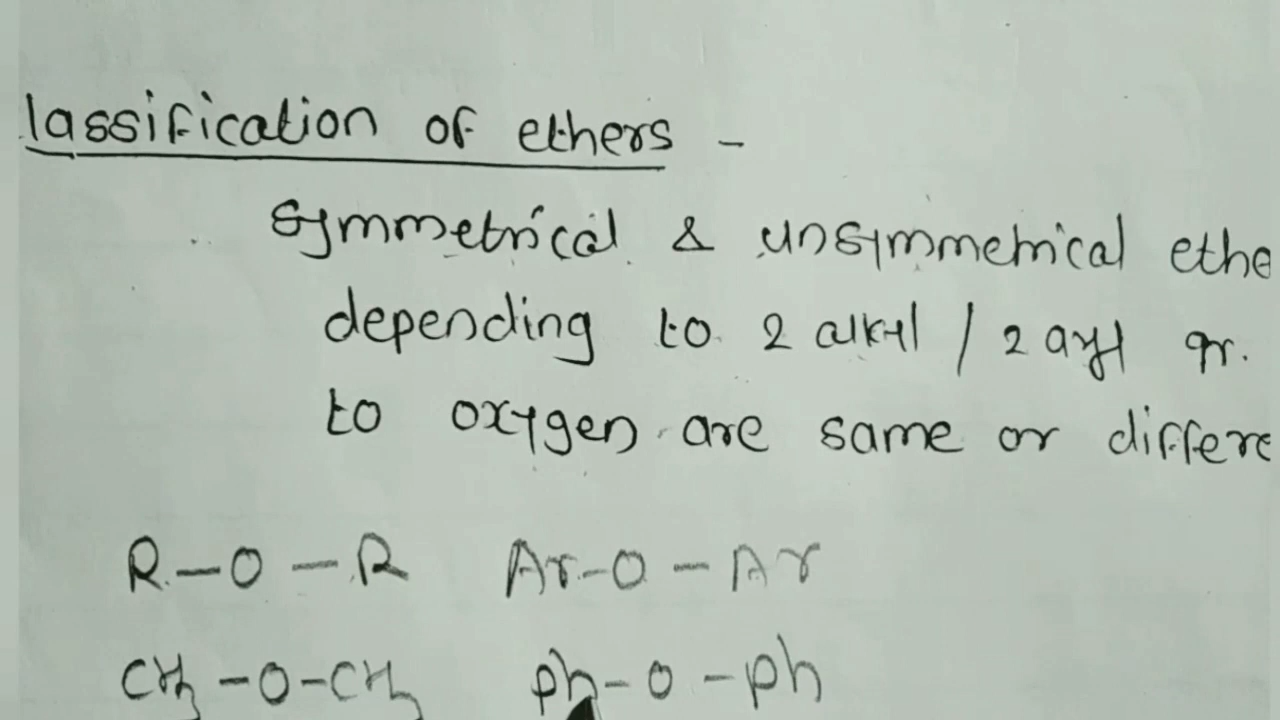 lassification of ethers -
symmetrical & unsymmetrical ethe
depending to 2 alkyl / 2 aryl gr.
to oxygen are same or differe
R-O-R Ar-O-Ar
CH3-O-CH3 ph-O-ph